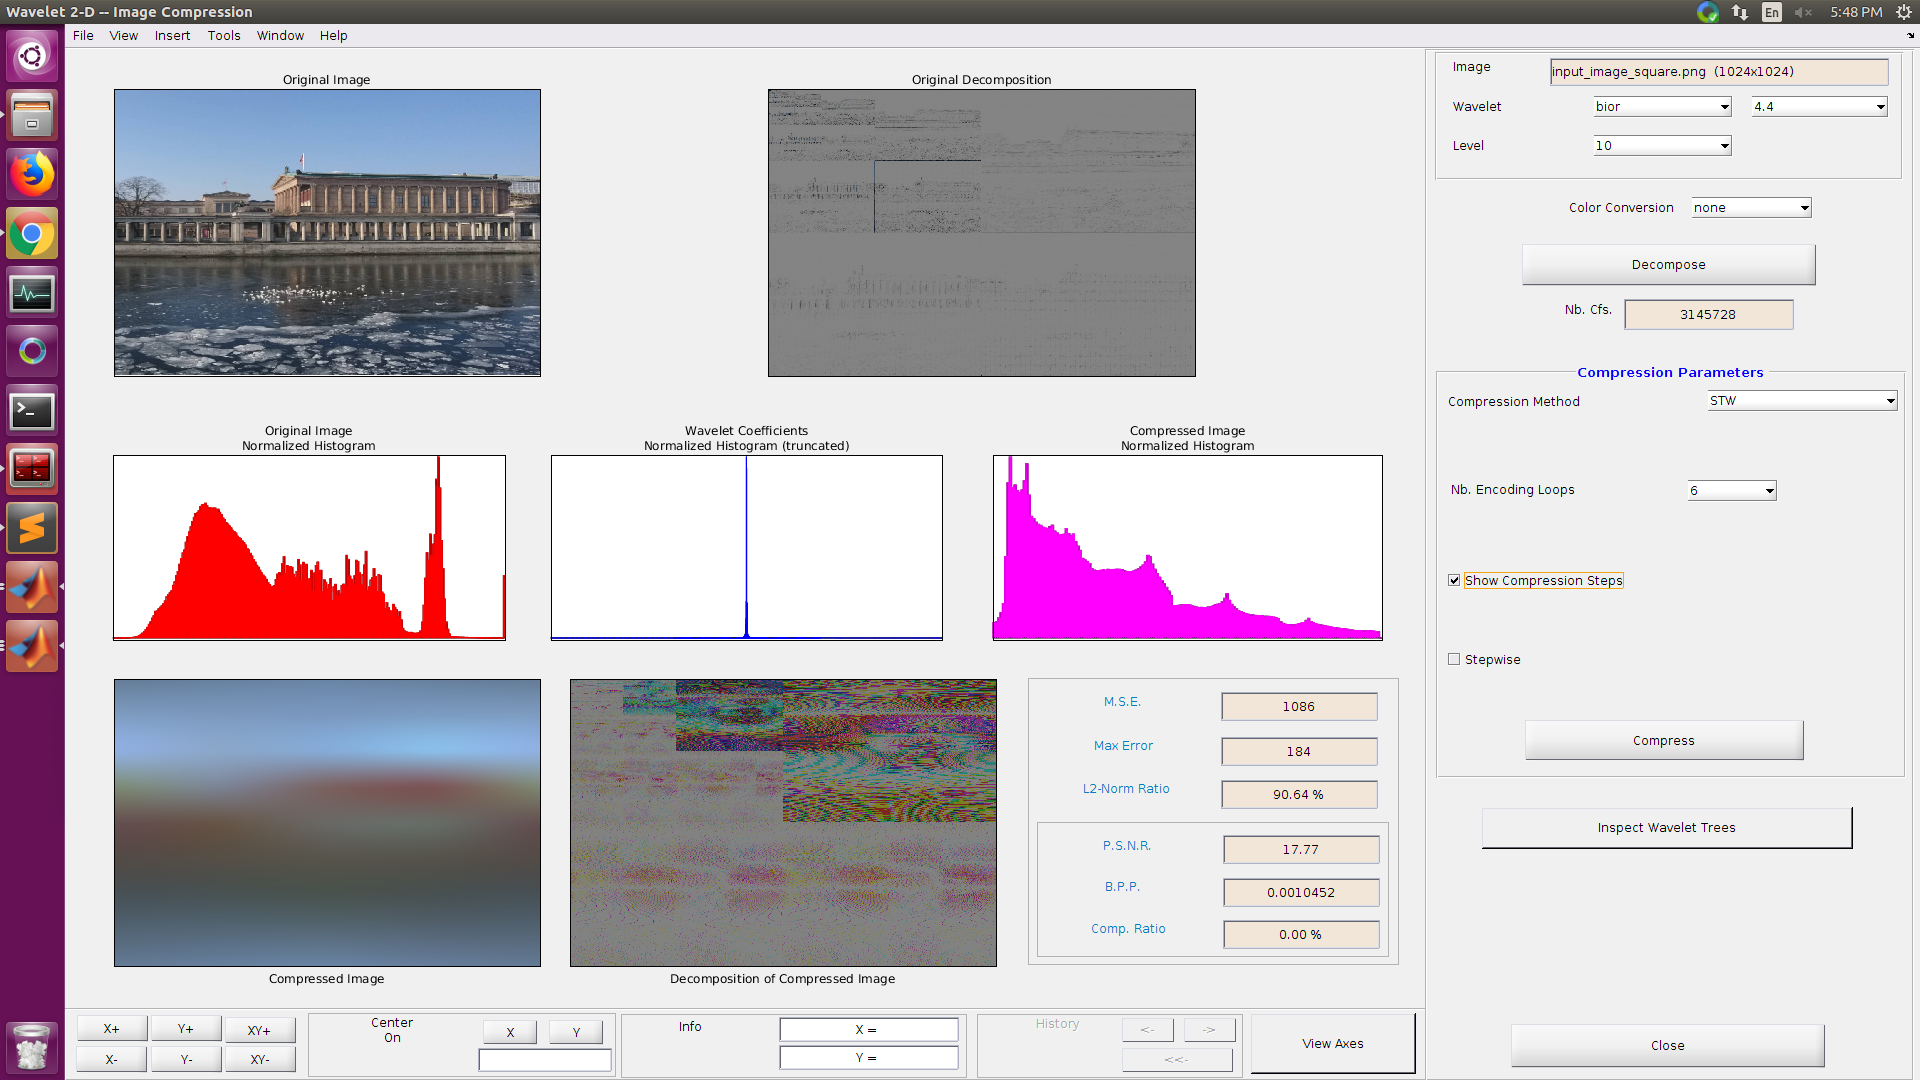 Wavelet 2-D -- Image Compression
En
5:48 PM
File View Insert Tools Window Help
Original Image
Original Decomposition
Image
input_image_square.png (1024x1024)
Wavelet
bior
4.4
Level
10
Color Conversion
none
Decompose
Nb. Cfs.
3145728
Compression Parameters
Compression Method
STW
Nb. Encoding Loops
6
Show Compression Steps
Stepwise
Compress
Inspect Wavelet Trees
Close
Original Image
Normalized Histogram
Wavelet Coefficients
Normalized Histogram (truncated)
Compressed Image
Normalized Histogram
M.S.E.
1086
Max Error
184
L2-Norm Ratio
90.64 %
P.S.N.R.
17.77
B.P.P.
0.0010452
Comp. Ratio
0.00 %
Compressed Image
Decomposition of Compressed Image
X+
Y+
XY+
X-
Y-
XY-
Center
On
X
Y
Info
X =
Y =
History
<-
->
<<-
View Axes